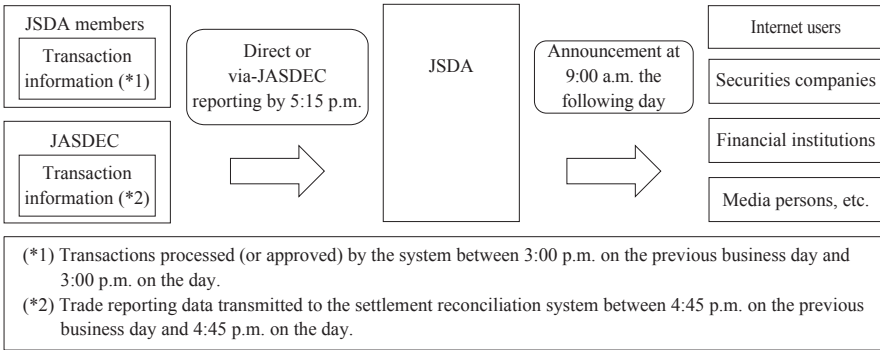 JSDA members
Transaction
information (*1)
JASDEC
Transaction
information (*2)
Direct or
via-JASDEC
reporting by 5:15 p.m.
JSDA
Announcement at
9:00 a.m. the
following day
Internet users
Securities companies
Financial institutions
Media persons, etc.
(*1) Transactions processed (or approved) by the system between 3:00 p.m. on the previous business day and
3:00 p.m. on the day.
(*2) Trade reporting data transmitted to the settlement reconciliation system between 4:45 p.m. on the previous
business day and 4:45 p.m. on the day.